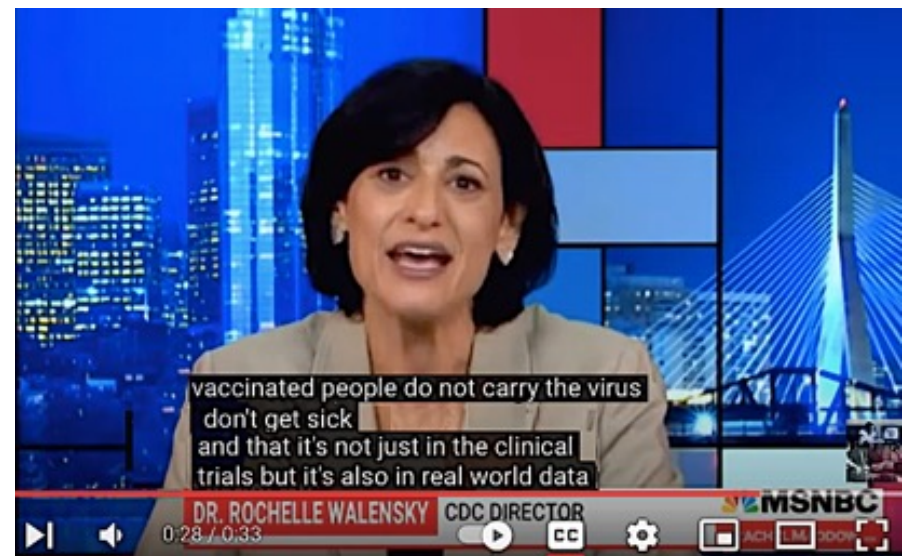 vaccinated people do not carry the virus
don't get sick
and that it's not just in the clinical
trials but it's also in real world data
MSNBC
DR. ROCHELLE WALENSKY CDC DIRECTOR
0:28 / 0:33
CC